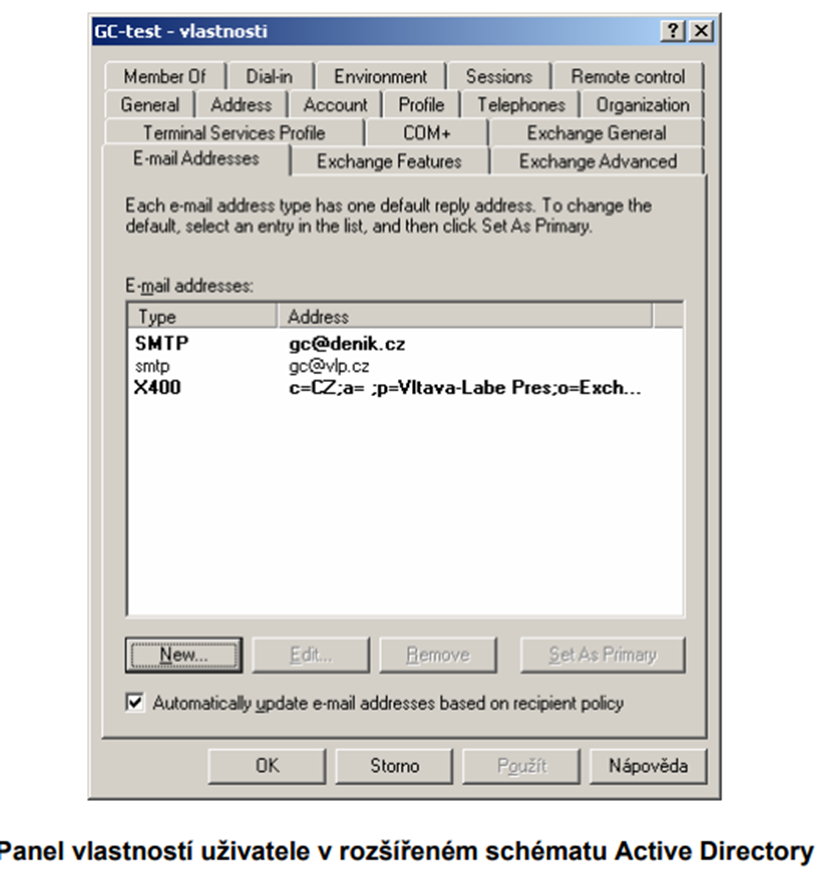 GC-test - vlastnosti
Member Of Dial-in Environment Sessions Remote control
General Address Account Profile Telephones Organization
Terminal Services Profile COM+ Exchange General
E-mail Addresses Exchange Features Exchange Advanced
Each e-mail address type has one default reply address. To change the
default, select an entry in the list, and then click Set As Primary.
E-mail addresses:
Type Address
SMTP gc@denik.cz
smtp gc@vlp.cz
X400 c=CZ;a= ;p=Vltava-Labe Pres;o=Exch...
New... Edit... Remove Set As Primary
Automatically update e-mail addresses based on recipient policy
OK Storno Použít Nápověda
Panel vlastností uživatele v rozšířeném schématu Active Directory